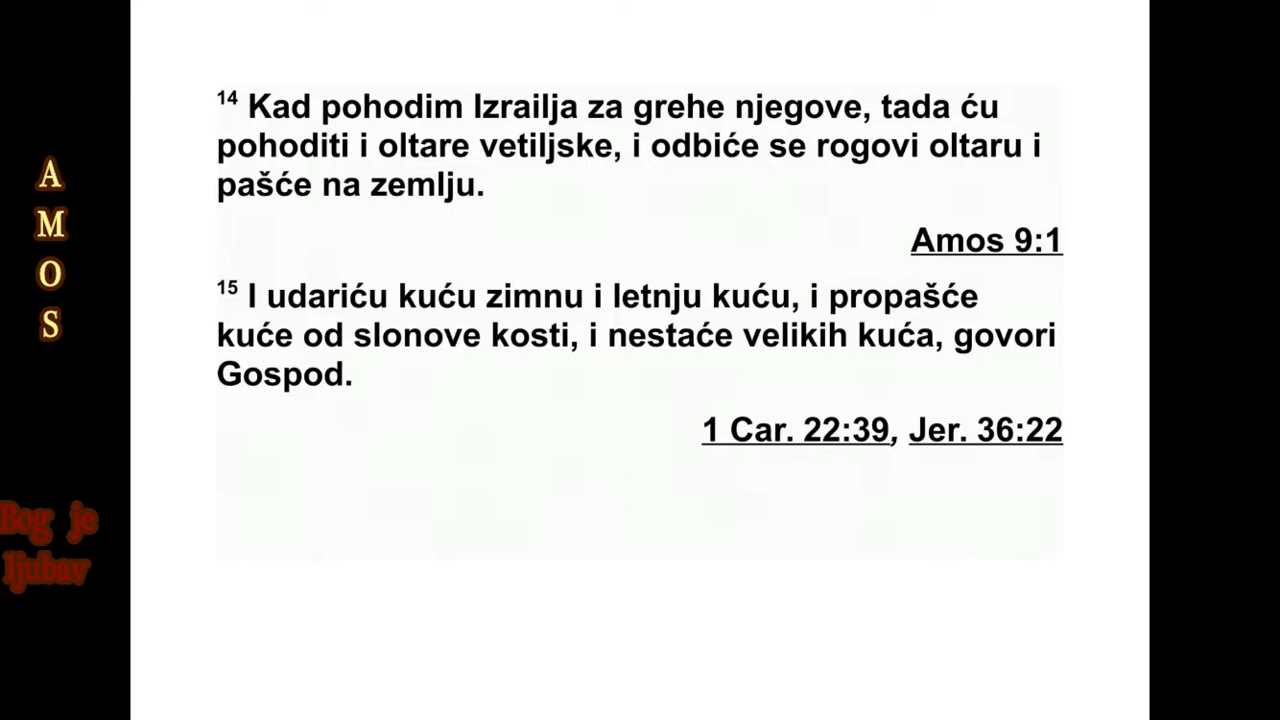 A
M
O
S
Bog je
ljubav
14 Kad pohodim Izrailja za grehe njegove, tada ću
pohoditi i oltare vetiljske, i odbiće se rogovi oltaru i
pašće na zemlju.
Amos 9:1
15 I udariću kuću zimnu i letnju kuću, i propašće
kuće od slonove kosti, i nestaće velikih kuća, govori
Gospod.
1 Car. 22:39, Jer. 36:22